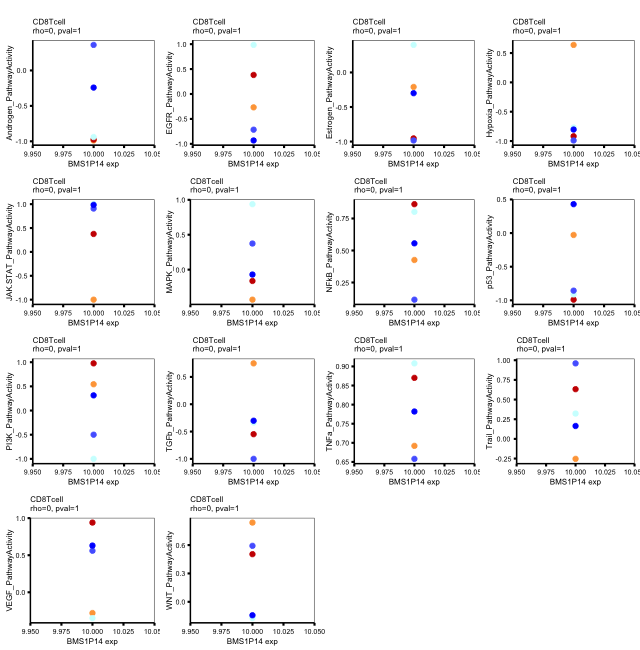 CD8Tcell
rho=0, pval=1
Androgen_PathwayActivity
0.0
-0.5
-1.0
9.950 9.975 10.000 10.025 10.05
BMS1P14 exp
CD8Tcell
rho=0, pval=1
EGFR_PathwayActivity
1.0
0.5
0.0
-0.5
-1.0
9.950 9.975 10.000 10.025 10.05
BMS1P14 exp
CD8Tcell
rho=0, pval=1
Estrogen_PathwayActivity
0.0
-0.5
-1.0
9.950 9.975 10.000 10.025 10.05
BMS1P14 exp
CD8Tcell
rho=0, pval=1
Hypoxia_PathwayActivity
0.5
0.0
-0.5
-1.0
9.950 9.975 10.000 10.025 10.05
BMS1P14 exp
CD8Tcell
rho=0, pval=1
JAK.STAT_PathwayActivity
1.0
0.5
0.0
-0.5
-1.0
9.950 9.975 10.000 10.025 10.05
BMS1P14 exp
CD8Tcell
rho=0, pval=1
MAPK_PathwayActivity
1.0
0.5
0.0
9.950 9.975 10.000 10.025 10.050
BMS1P14 exp
CD8Tcell
rho=0, pval=1
NFkB_PathwayActivity
0.75
0.50
0.25
9.950 9.975 10.000 10.025 10.05
BMS1P14 exp
CD8Tcell
rho=0, pval=1
p53_PathwayActivity
0.5
0.0
-0.5
-1.0
9.950 9.975 10.000 10.025 10.05
BMS1P14 exp
CD8Tcell
rho=0, pval=1
PI3K_PathwayActivity
1.0
0.5
0.0
-0.5
-1.0
9.950 9.975 10.000 10.025 10.05
BMS1P14 exp
CD8Tcell
rho=0, pval=1
TGFb_PathwayActivity
0.5
0.0
-0.5
-1.0
9.950 9.975 10.000 10.025 10.05
BMS1P14 exp
CD8Tcell
rho=0, pval=1
TNFa_PathwayActivity
0.90
0.85
0.80
0.75
0.70
0.65
9.950 9.975 10.000 10.025 10.05
BMS1P14 exp
CD8Tcell
rho=0, pval=1
Trail_PathwayActivity
1.00
0.75
0.50
0.25
0.00
-0.25
9.950 9.975 10.000 10.025 10.05
BMS1P14 exp
CD8Tcell
rho=0, pval=1
VEGF_PathwayActivity
1.0
0.5
0.0
9.950 9.975 10.000 10.025 10.05
BMS1P14 exp
CD8Tcell
rho=0, pval=1
WNT_PathwayActivity
0.6
0.3
0.0
9.950 9.975 10.000 10.025 10.050
BMS1P14 exp